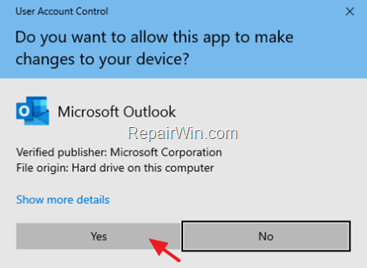 User Account Control
Do you want to allow this app to make
changes to your device?
Microsoft Outlook
RepairWin.com
Verified publisher: Microsoft Corporation
File origin: Hard drive on this computer
Show more details
Yes
No